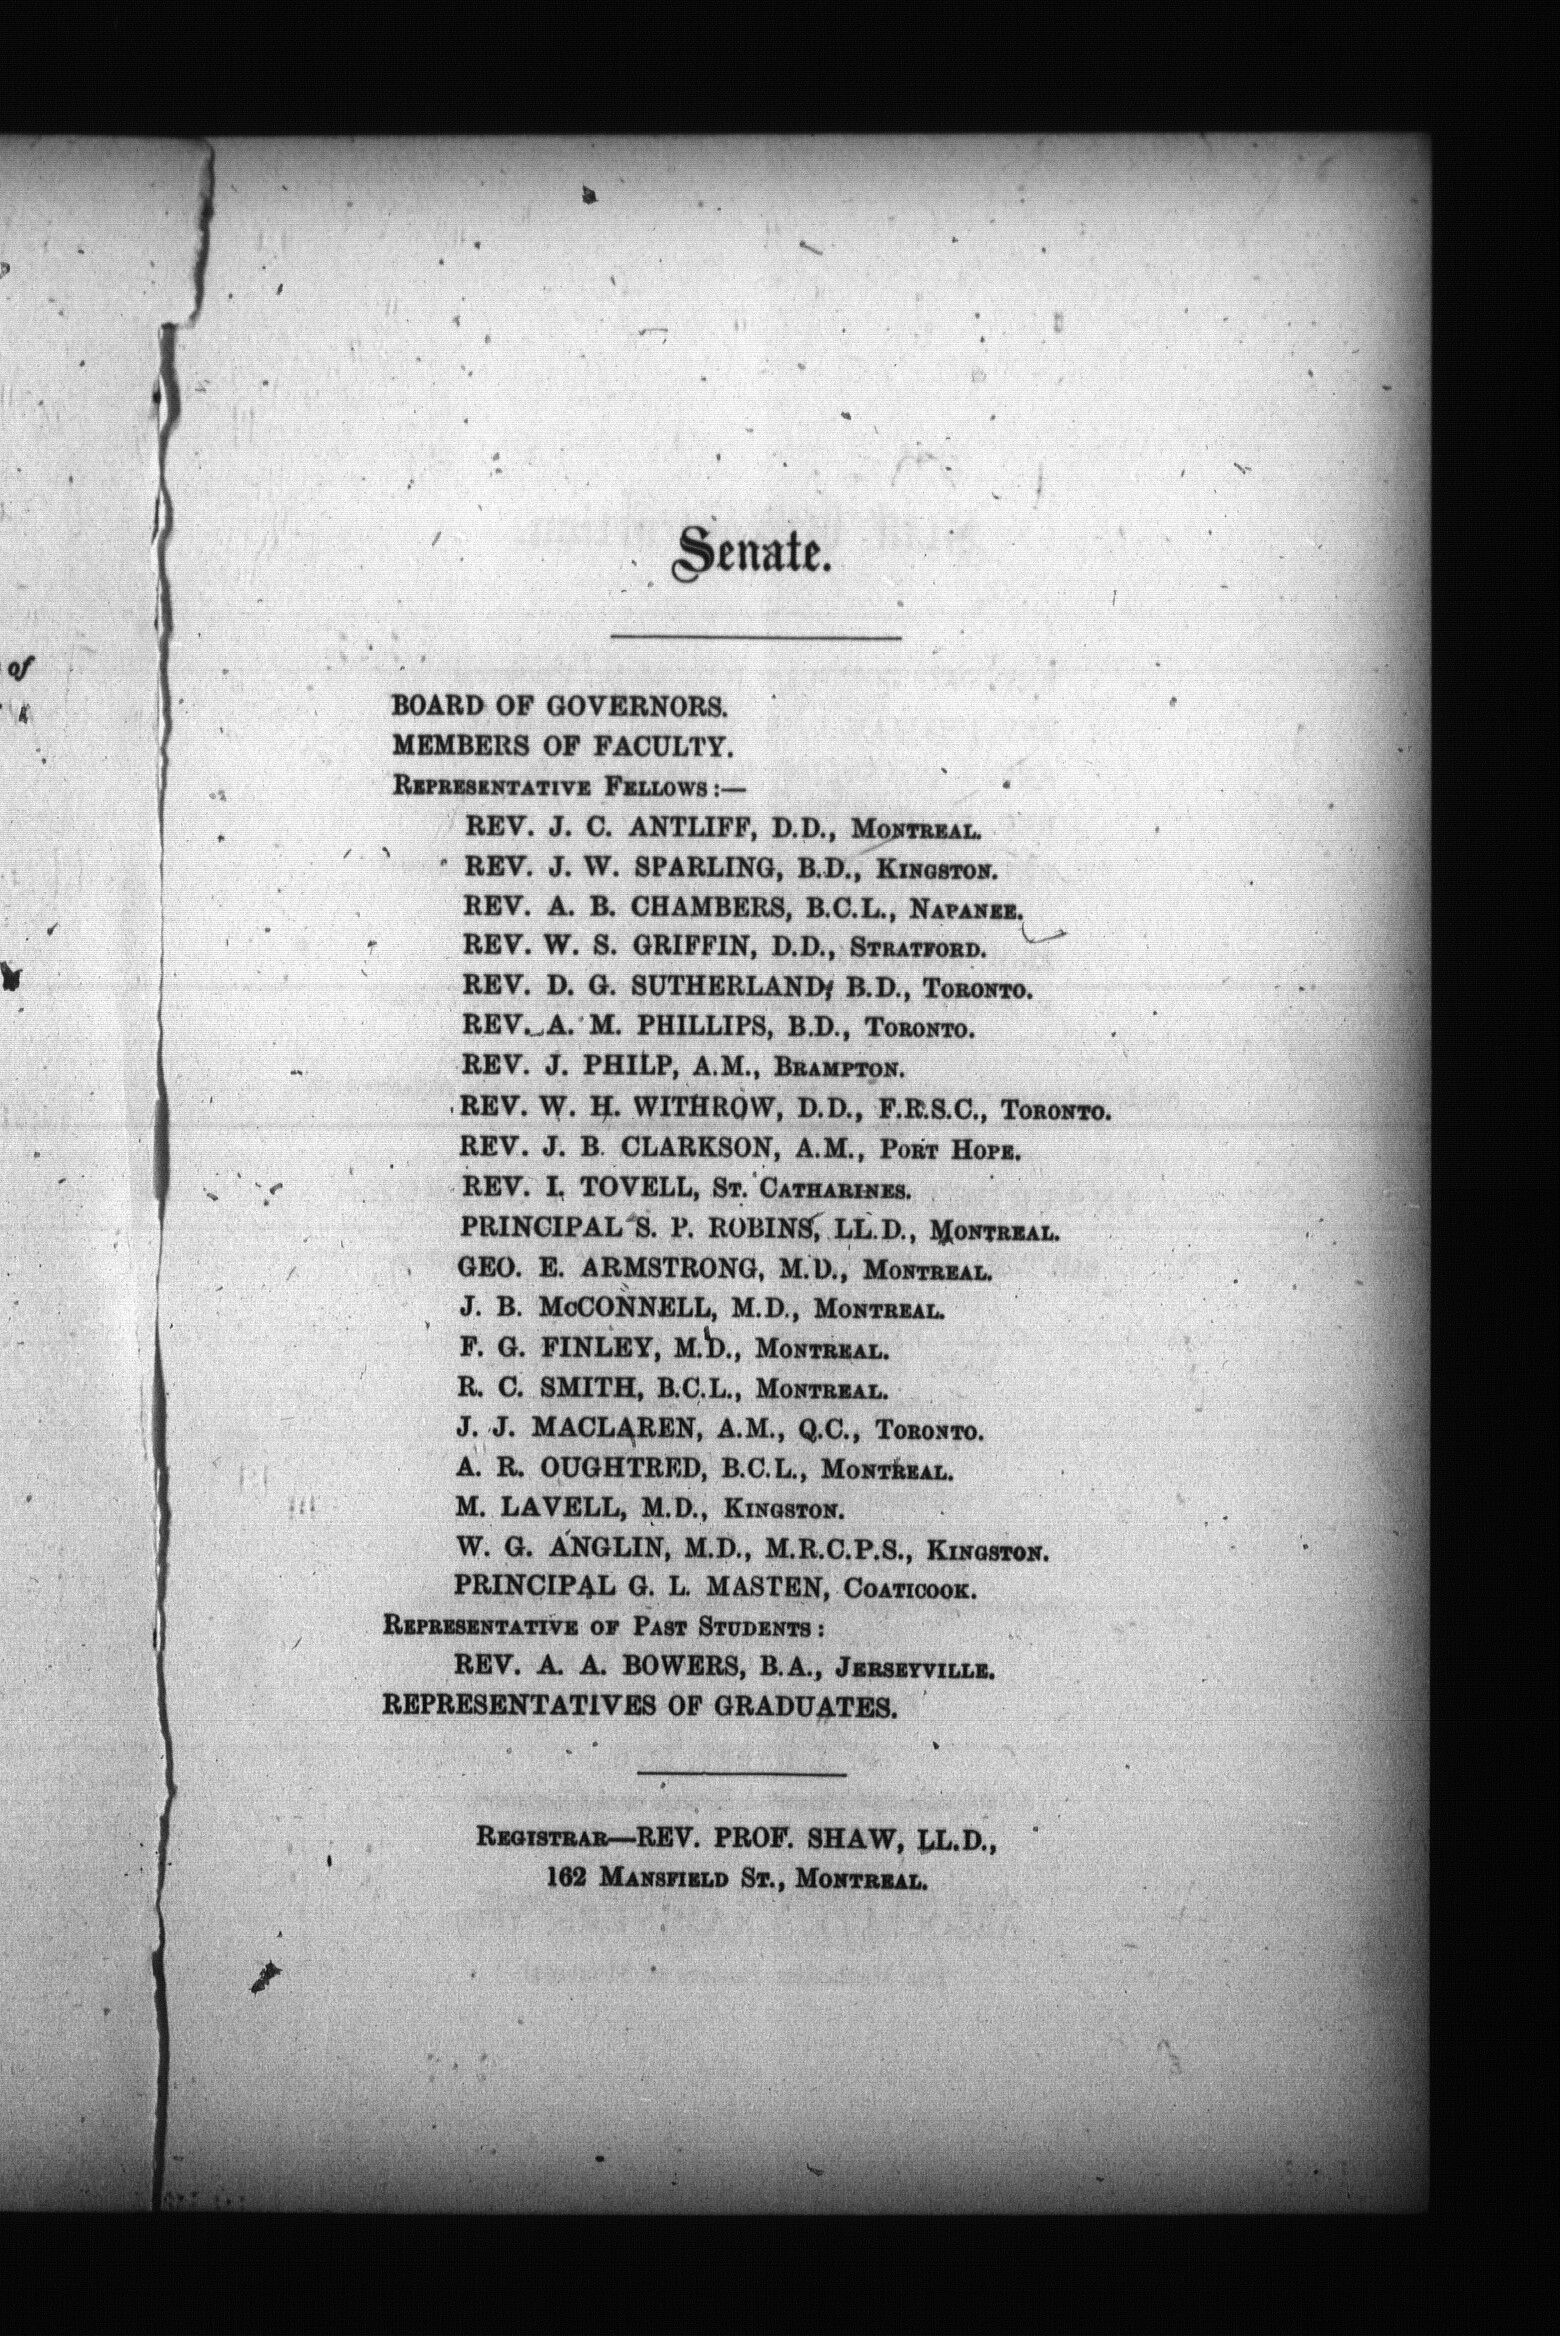 of
Senate.
BOARD OF GOVERNORS.
MEMBERS OF FACULTY.
REPRESENTATIVE FELLOWS:—
REV. J. C. ANTLIFF, D.D., MONTREAL.
REV. J. W. SPARLING, B.D., KINGSTON.
REV. A. B. CHAMBERS, B.C.L., NAPANEE.
REV. W. S. GRIFFIN, D.D., STRATFORD.
REV. D. G. SUTHERLAND, B.D., TORONTO.
REV. A. M. PHILLIPS, B.D., TORONTO.
REV. J. PHILP, A.M., BRAMPTON.
REV. W. H. WITHROW, D.D., F.R.S.C., TORONTO.
REV. J. B. CLARKSON, A.M., PORT HOPE.
REV. I. TOVELL, ST. CATHARINES.
PRINCIPAL S. P. ROBINS, LL.D., MONTREAL.
GEO. E. ARMSTRONG, M.D., MONTREAL.
J. B. McCONNELL, M.D., MONTREAL.
F. G. FINLEY, M.D., MONTREAL.
R. C. SMITH, B.C.L., MONTREAL.
J. J. MACLAREN, A.M., Q.C., TORONTO.
A. R. OUGHTRED, B.C.L., MONTREAL.
M. LAVELL, M.D., KINGSTON.
W. G. ANGLIN, M.D., M.R.C.P.S., KINGSTON.
PRINCIPAL G. L. MASTEN, COATICOOK.
REPRESENTATIVE OF PAST STUDENTS:
REV. A. A. BOWERS, B.A., JERSEYVILLE.
REPRESENTATIVES OF GRADUATES.
REGISTRAR—REV. PROF. SHAW, LL.D.,
162 MANSFIELD ST., MONTREAL.